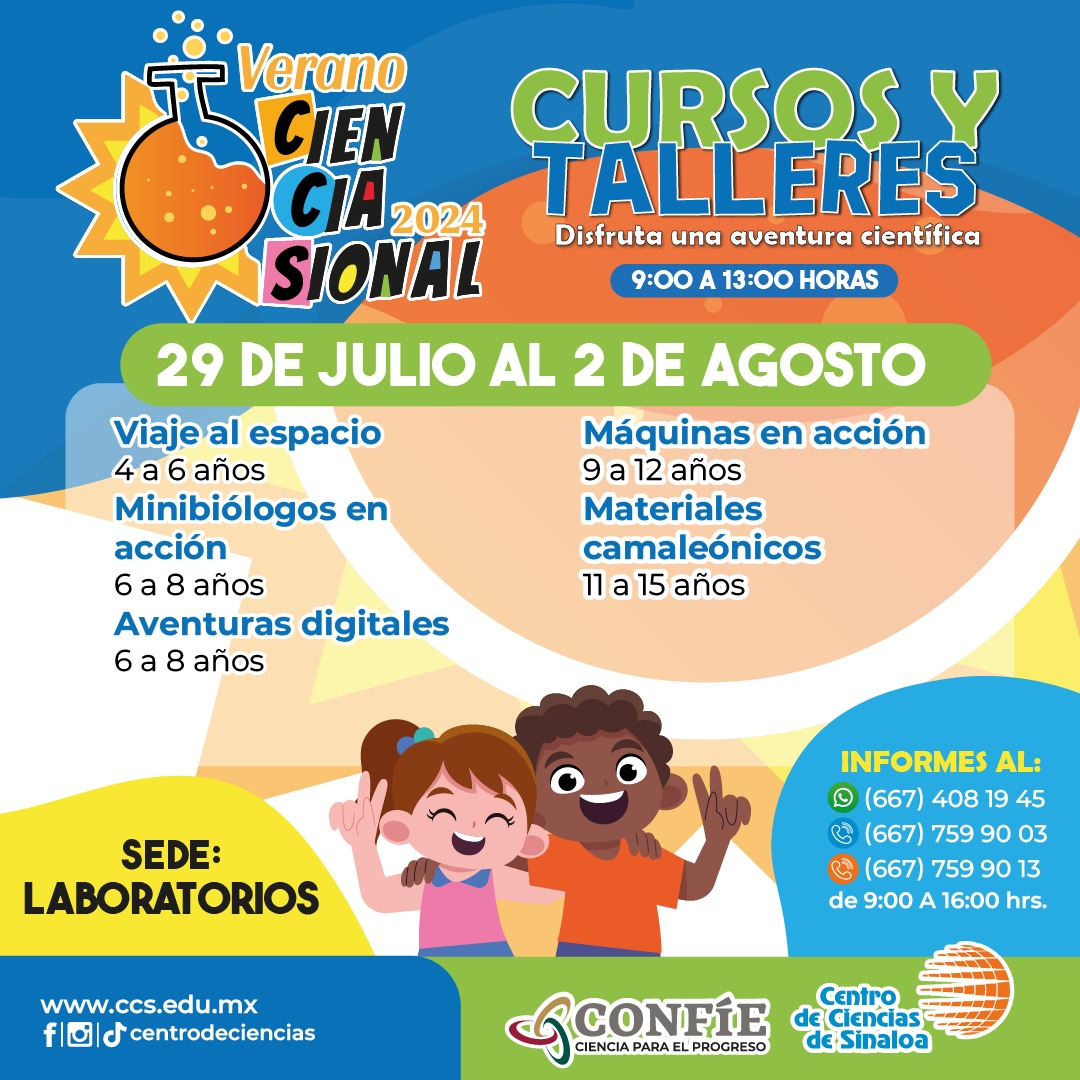 Verano
CIEN
CIA
2024
SIONAL
CURSOS Y
TALLERES
Disfruta una aventura científica
9:00 A 13:00 HORAS
29 DE JULIO AL 2 DE AGOSTO
Viaje al espacio
4 a 6 años
Minibiólogos en
acción
6 a 8 años
Aventuras digitales
6 a 8 años
Máquinas en acción
9 a 12 años
Materiales
camaleónicos
11 a 15 años
SEDE:
LABORATORIOS
INFORMES AL:
(667) 408 19 45
(667) 759 90 03
(667) 759 90 13
de 9:00 A 16:00 hrs.
www.ccs.edu.mx
centrodeciencias
CONFÍE
CIENCIA PARA EL PROGRESO
Centro
de Ciencias
de Sinaloa